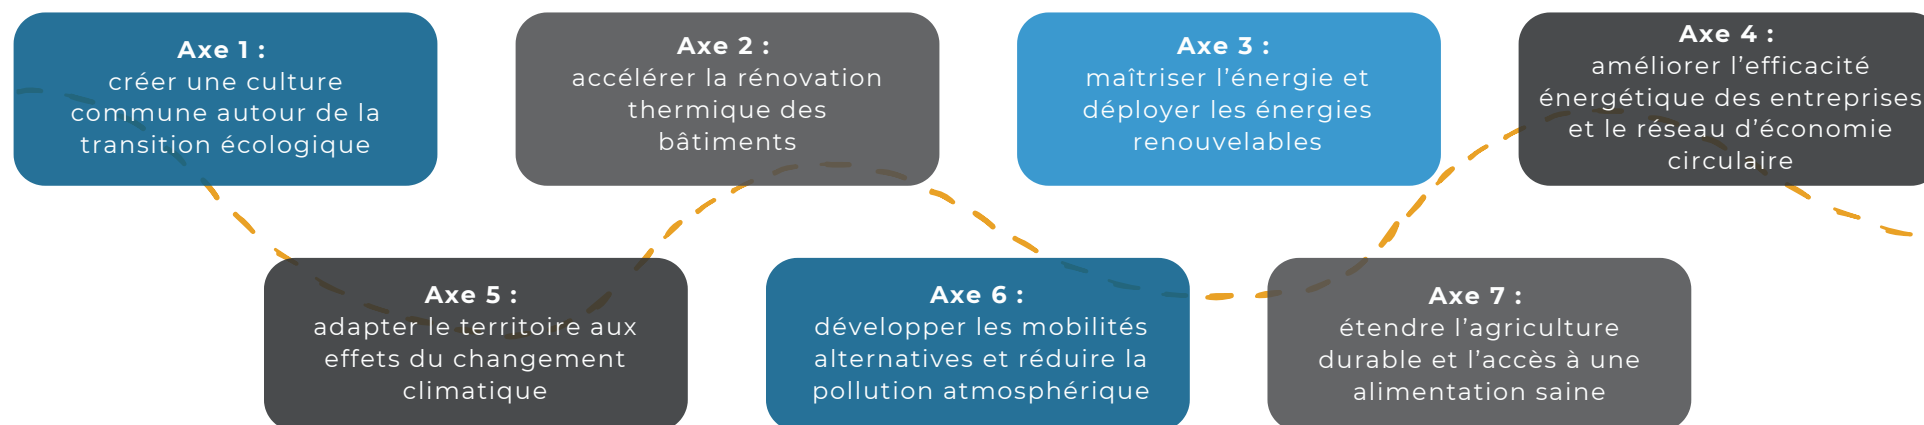 Axe 1 :
créer une culture
commune autour de la
transition écologique
Axe 2 :
accélérer la rénovation
thermique des
bâtiments
Axe 3 :
maîtriser l’énergie et
déployer les énergies
renouvelables
Axe 4 :
améliorer l’efficacité
énergétique des entreprises
et le réseau d’économie
circulaire
Axe 5 :
adapter le territoire aux
effets du changement
climatique
Axe 6 :
développer les mobilités
alternatives et réduire la
pollution atmosphérique
Axe 7 :
étendre l’agriculture
durable et l’accès à une
alimentation saine